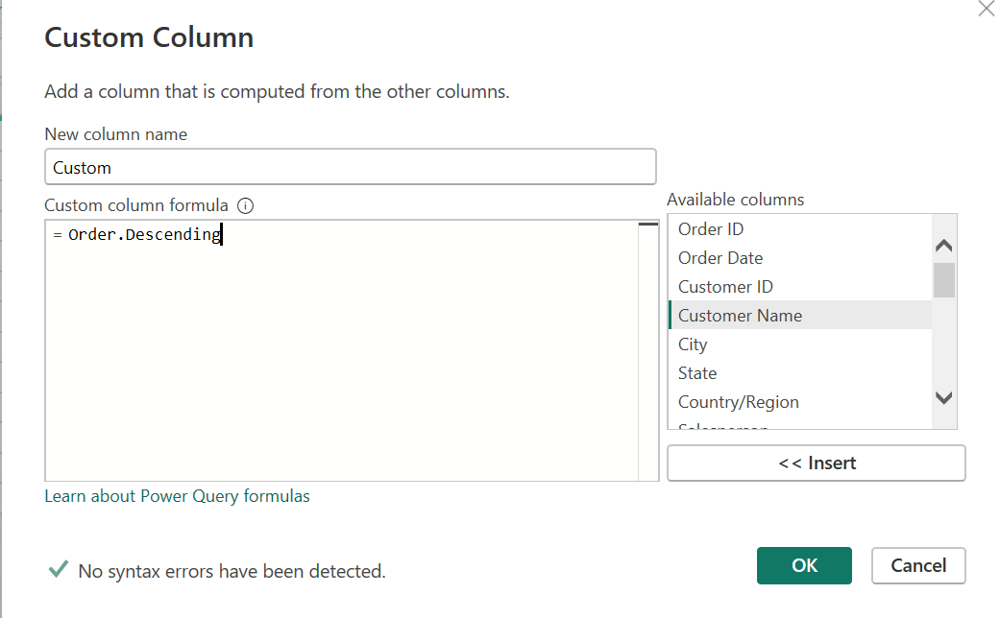 Custom Column
Add a column that is computed from the other columns.
New column name
Custom
Custom column formula
= Order.Descending
Available columns
Order ID
Order Date
Customer ID
Customer Name
City
State
Country/Region
<< Insert
Learn about Power Query formulas
No syntax errors have been detected.
OK
Cancel